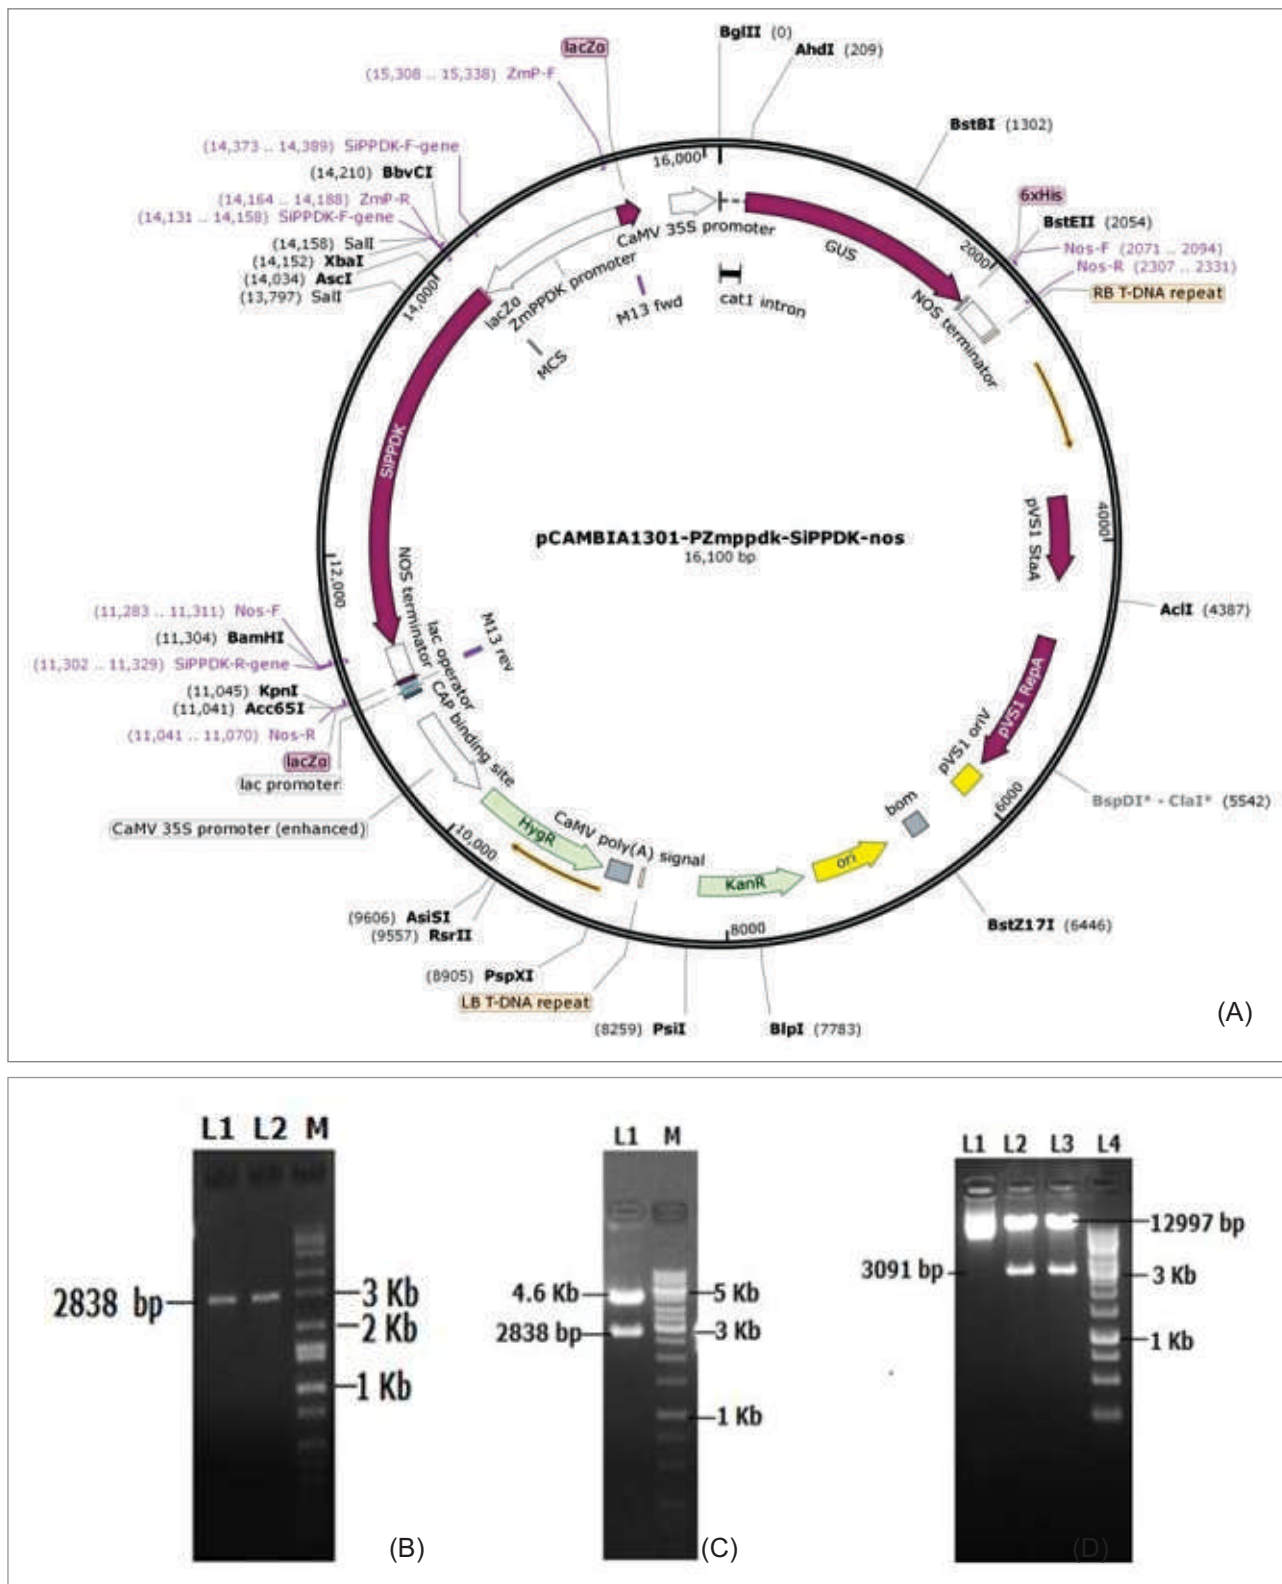 lacZα
BglII (0)
AhdI (209)
(15,308 .. 15,338) ZmP-F
BstBI (1302)
(14,373 .. 14,389) SiPPDK-F-gene
(14,210) BbvCI
(14,164 .. 14,188) ZmP-R
(14,131 .. 14,158) SiPPDK-F-gene
(14,158) SalI
(14,152) XbaI
(14,034) AscI
(13,797) SalI
6xHis
BstEII (2054)
Nos-F (2071 .. 2094)
Nos-R (2307 .. 2331)
RB T-DNA repeat
16,000
2000
4000
6000
8000
10,000
12,000
14,000
CaMV 35S promoter
GUS
NOS terminator
cat1 intron
M13 fwd
ZmPPDK promoter
lacZα
MCS
SiPPDK
pCAMBIA1301-PZmppdk-SiPPDK-nos
16,100 bp
pVS1 StaA
AclI (4387)
pVS1 RepA
pVS1 oriV
BspDI* - ClaI* (5542)
bom
ori
KanR
BstZ17I (6446)
NOS terminator
lac operator
M13 rev
CAP binding site
(11,283 .. 11,311) Nos-F
(11,304) BamHI
(11,302 .. 11,329) SiPPDK-R-gene
(11,045) KpnI
(11,041) Acc65I
(11,041 .. 11,070) Nos-R
lacZα
lac promoter
CaMV 35S promoter (enhanced)
HygR
CaMV poly(A) signal
(9606) AsiSI
(9557) RsrII
(8905) PspXI
LB T-DNA repeat
(8259) PsiI
BlpI (7783)
(A)
L1 L2 M
2838 bp
3 Kb
2 Kb
1 Kb
(B)
L1 M
4.6 Kb
5 Kb
2838 bp
3 Kb
1 Kb
(C)
L1 L2 L3 L4
12997 bp
3091 bp
3 Kb
1 Kb
(D)